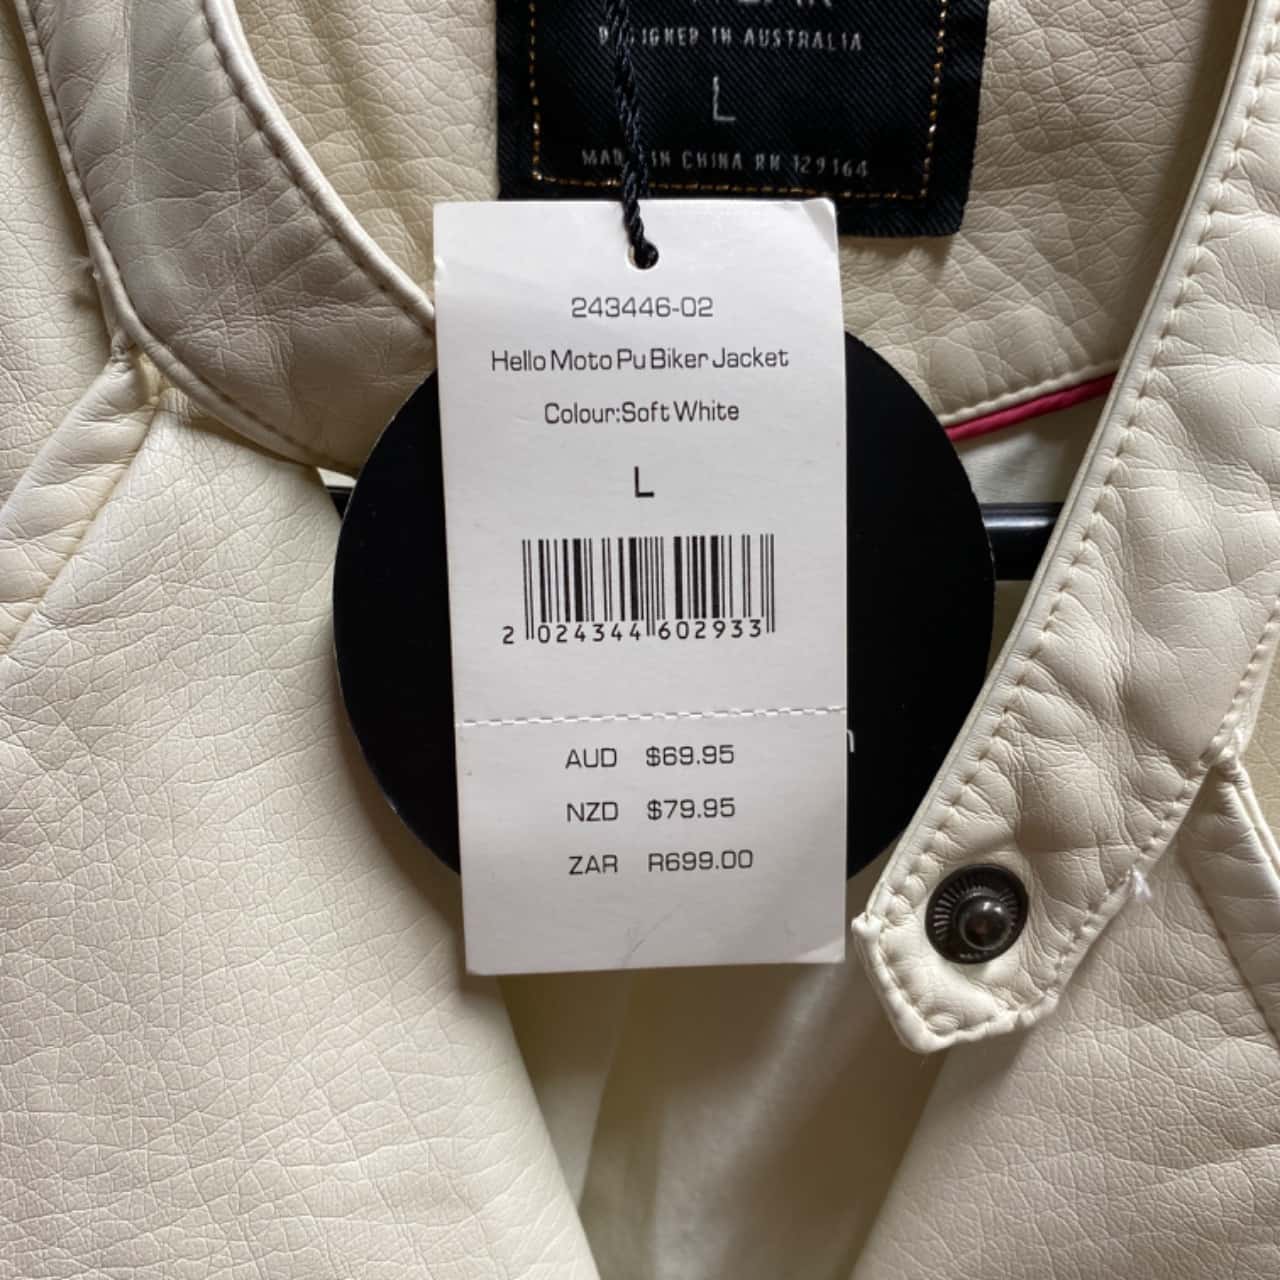 DESIGNED IN AUSTRALIA
L
MADE IN CHINA RN 129164
243446-02
Hello Moto Pu Biker Jacket
Colour:Soft White
L
2 024344 602933
AUD $69.95
NZD $79.95
ZAR R699.00